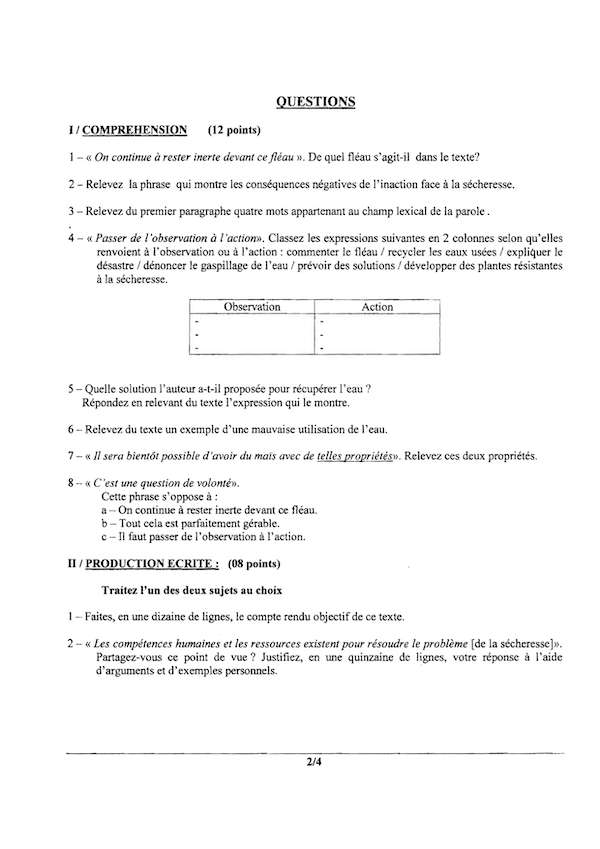 QUESTIONS
I / COMPREHENSION (12 points)
1 – « On continue à rester inerte devant ce fléau ». De quel fléau s'agit-il dans le texte?
2 – Relevez la phrase qui montre les conséquences négatives de l'inaction face à la sécheresse.
3 – Relevez du premier paragraphe quatre mots appartenant au champ lexical de la parole .
4 – « Passer de l'observation à l'action». Classez les expressions suivantes en 2 colonnes selon qu'elles
renvoient à l'observation ou à l'action : commenter le fléau / recycler les eaux usées / expliquer le
désastre / dénoncer le gaspillage de l'eau / prévoir des solutions / développer des plantes résistantes
à la sécheresse.
Observation Action
- -
- -
- -
5 – Quelle solution l'auteur a-t-il proposée pour récupérer l'eau ?
Répondez en relevant du texte l'expression qui le montre.
6 – Relevez du texte un exemple d'une mauvaise utilisation de l'eau.
7 – « Il sera bientôt possible d'avoir du maïs avec de telles propriétés». Relevez ces deux propriétés.
8 – « C'est une question de volonté».
Cette phrase s'oppose à :
a – On continue à rester inerte devant ce fléau.
b – Tout cela est parfaitement gérable.
c – Il faut passer de l'observation à l'action.
II / PRODUCTION ECRITE : (08 points)
Traitez l'un des deux sujets au choix
1 – Faites, en une dizaine de lignes, le compte rendu objectif de ce texte.
2 – « Les compétences humaines et les ressources existent pour résoudre le problème [de la sécheresse]».
Partagez-vous ce point de vue ? Justifiez, en une quinzaine de lignes, votre réponse à l'aide
d'arguments et d'exemples personnels.
2/4